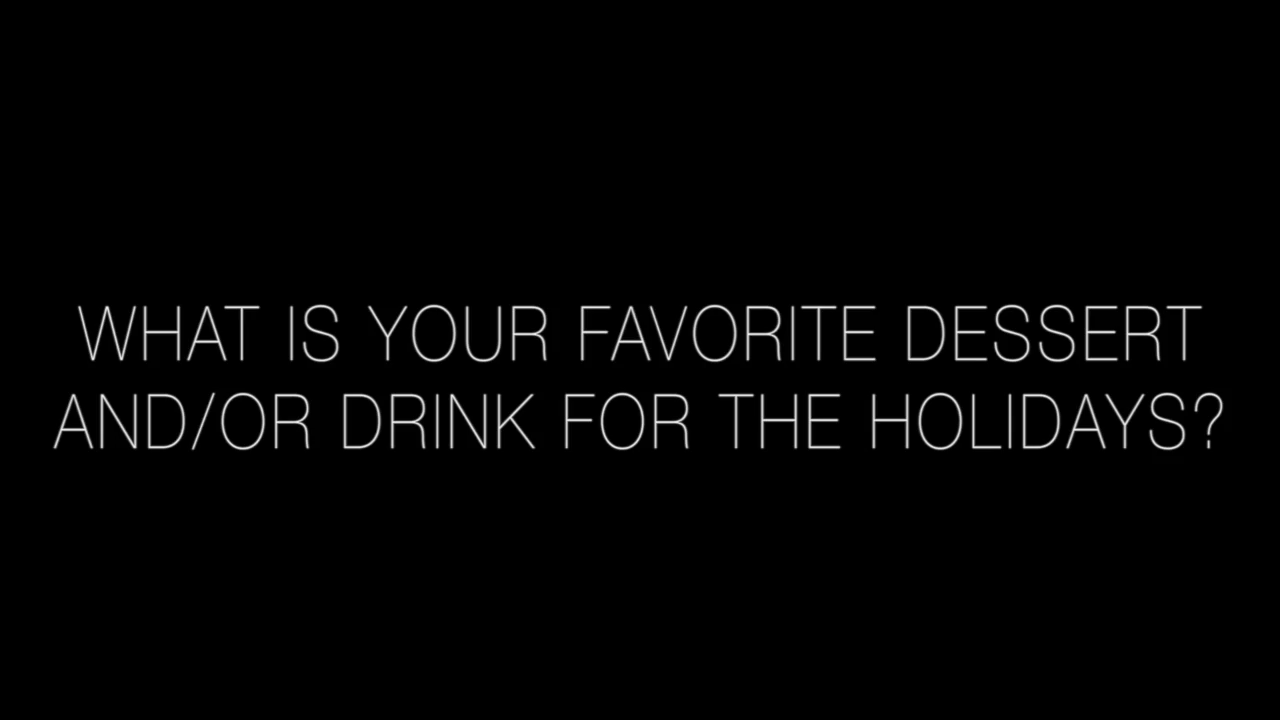 WHAT IS YOUR FAVORITE DESSERT
AND/OR DRINK FOR THE HOLIDAYS?